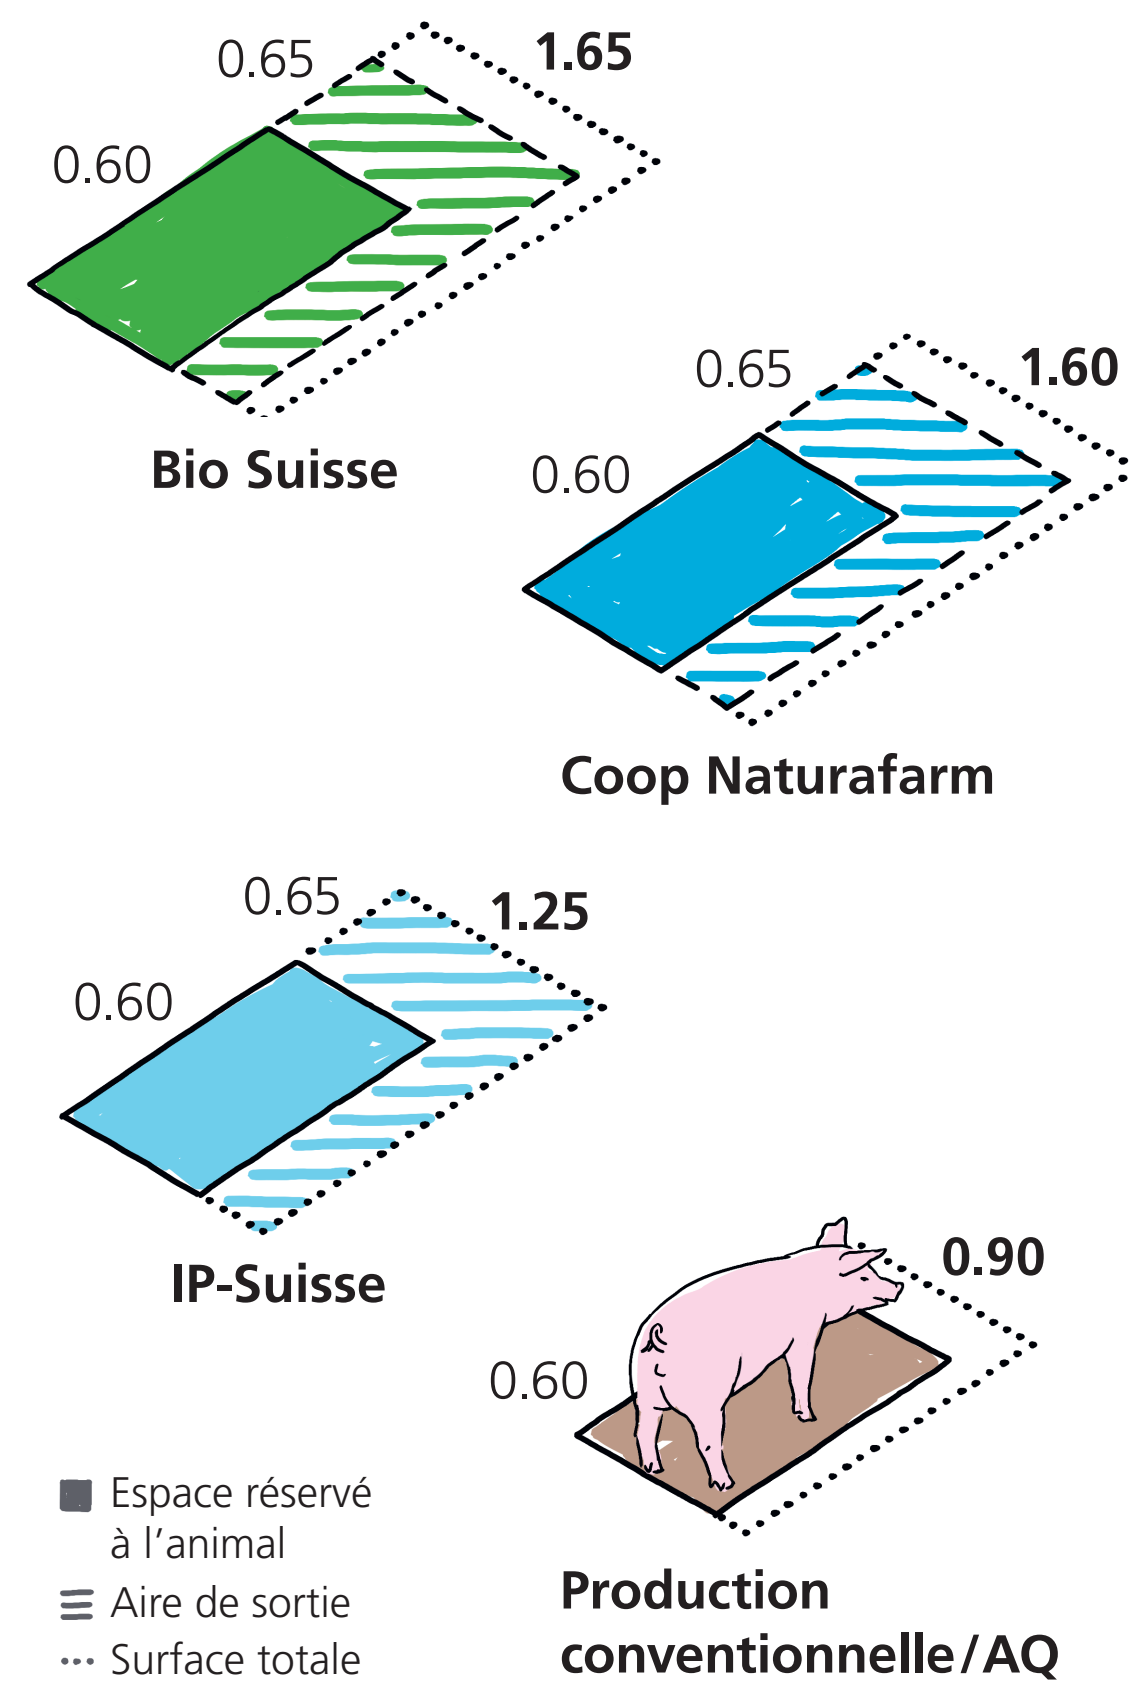 0.65
1.65
0.60
Bio Suisse
0.65
1.60
0.60
Coop Naturafarm
0.65
1.25
0.60
IP-Suisse
0.90
0.60
Production
conventionnelle/AQ
Espace réservé
à l'animal
Aire de sortie
Surface totale